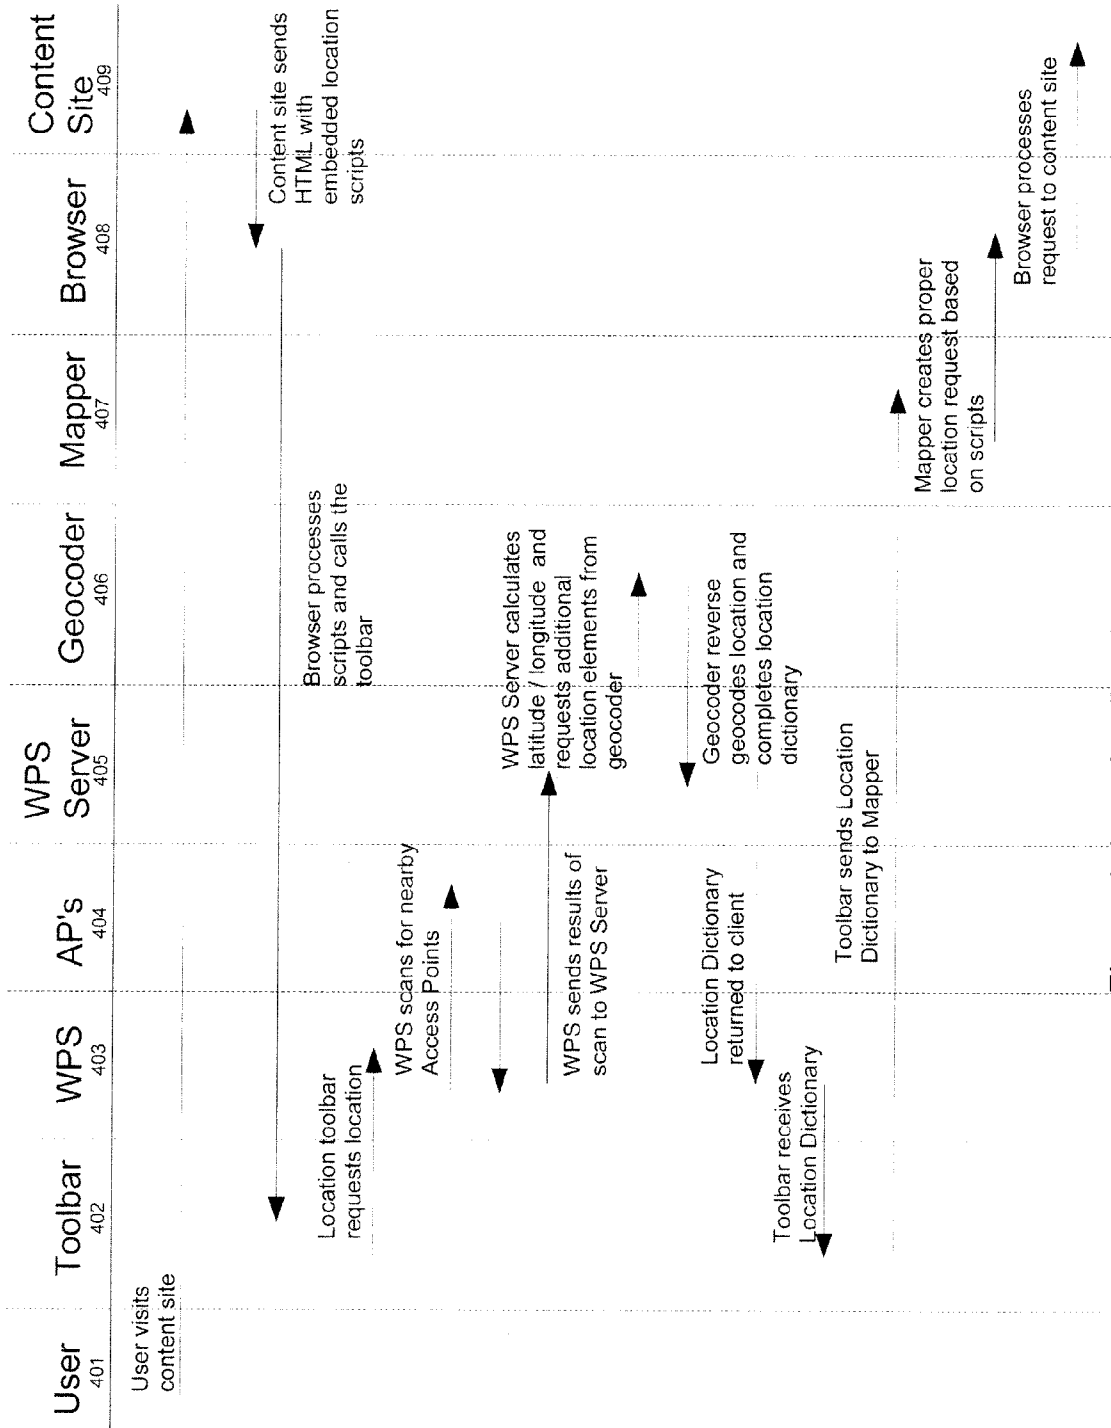 User
401
Toolbar
402
WPS
403
AP's
404
WPS
Server
405
Geocoder
406
Mapper
407
Browser
408
Content
Site
409
User visits
content site
Content site sends
HTML with
embedded location
scripts
Browser processes
scripts and calls the
toolbar
Location toolbar
requests location
WPS scans for nearby
Access Points
WPS sends results of
scan to WPS Server
WPS Server calculates
latitude / longitude and
requests additional
location elements from
geocoder
Geocoder reverse
geocodes location and
completes location
dictionary
Location Dictionary
returned to client
Toolbar receives
Location Dictionary
Toolbar sends Location
Dictionary to Mapper
Mapper creates proper
location request based
on scripts
Browser processes
request to content site